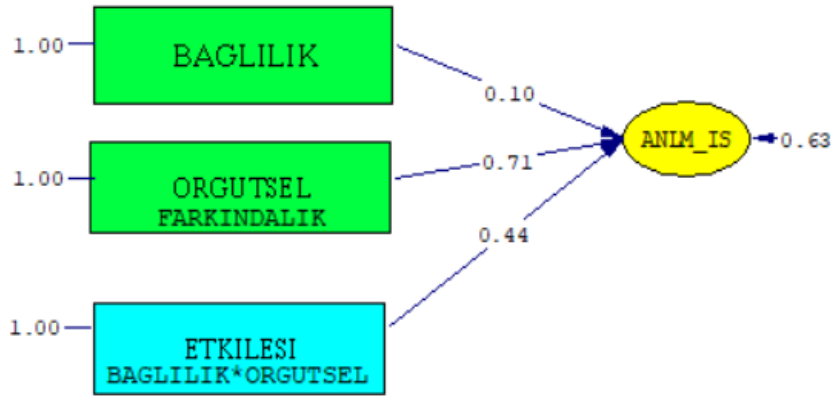 1.00
BAGLILIK
0.10
ANLM_IS
0.63
1.00
ORGUTSEL
FARKINDALIK
0.71
0.44
1.00
ETKILESI
BAGLILIK*ORGUTSEL